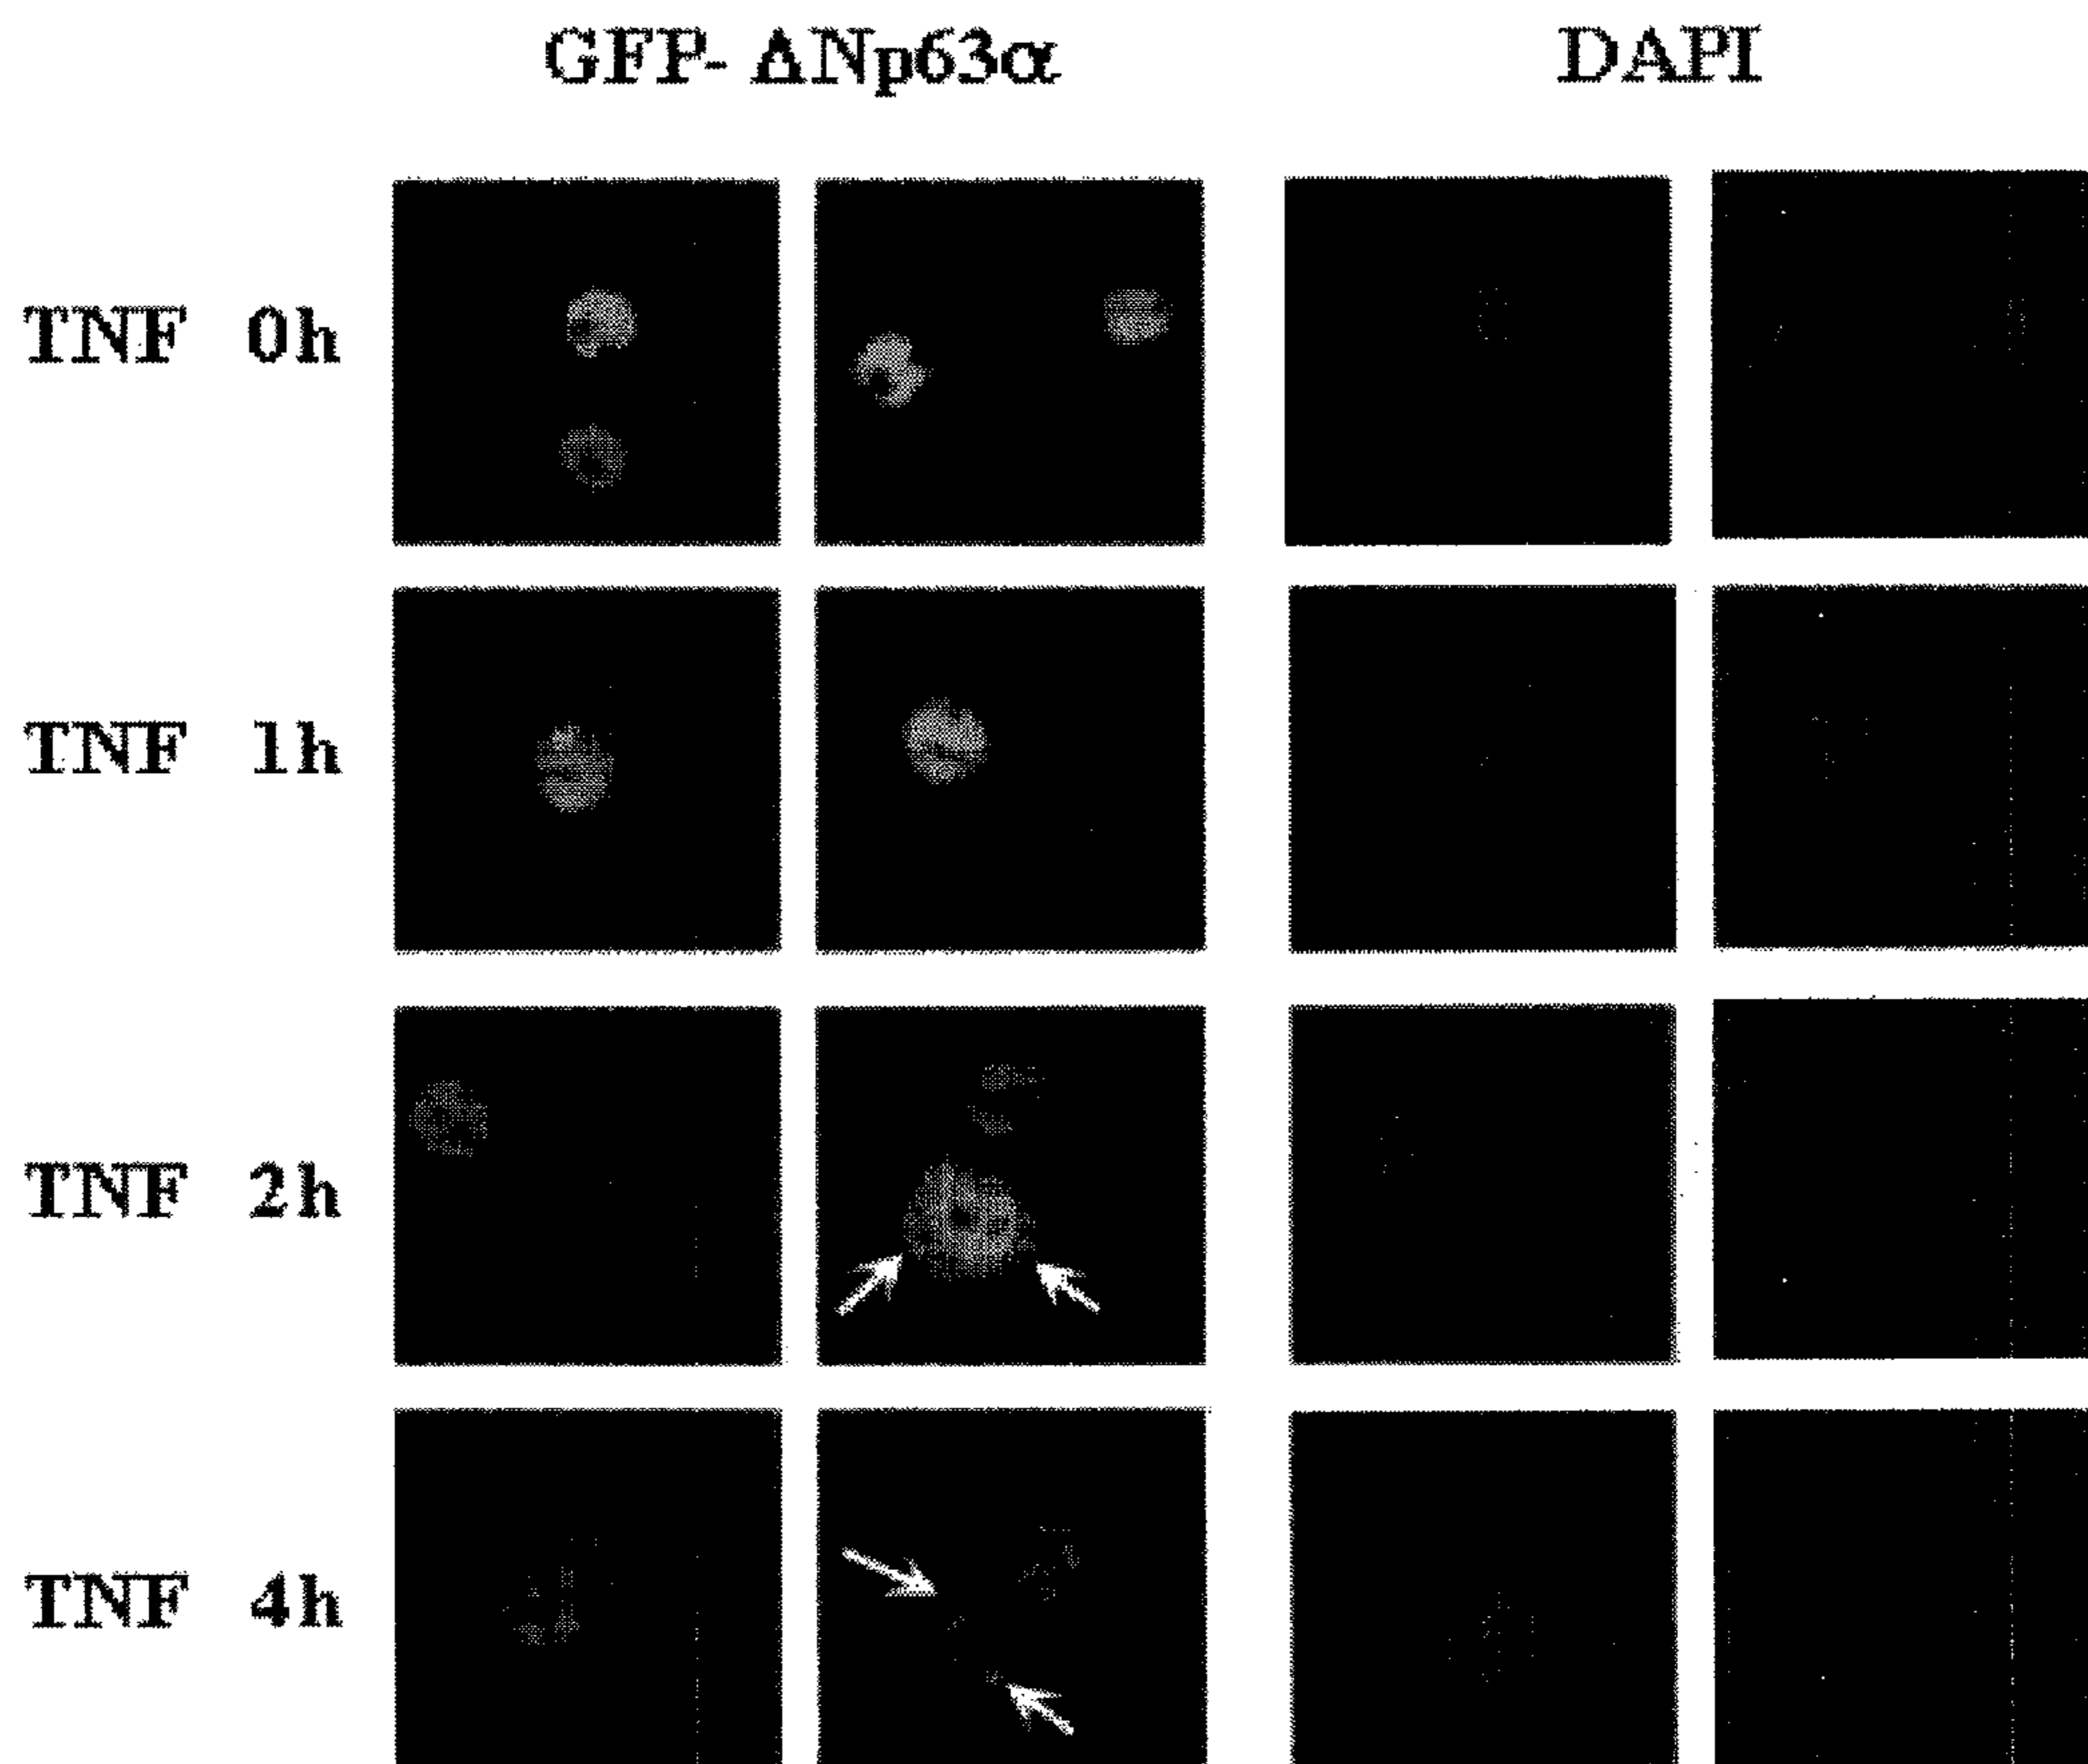 GFP- ΔNp63α DAPI
TNF 0h
TNF 1h
TNF 2h
TNF 4h